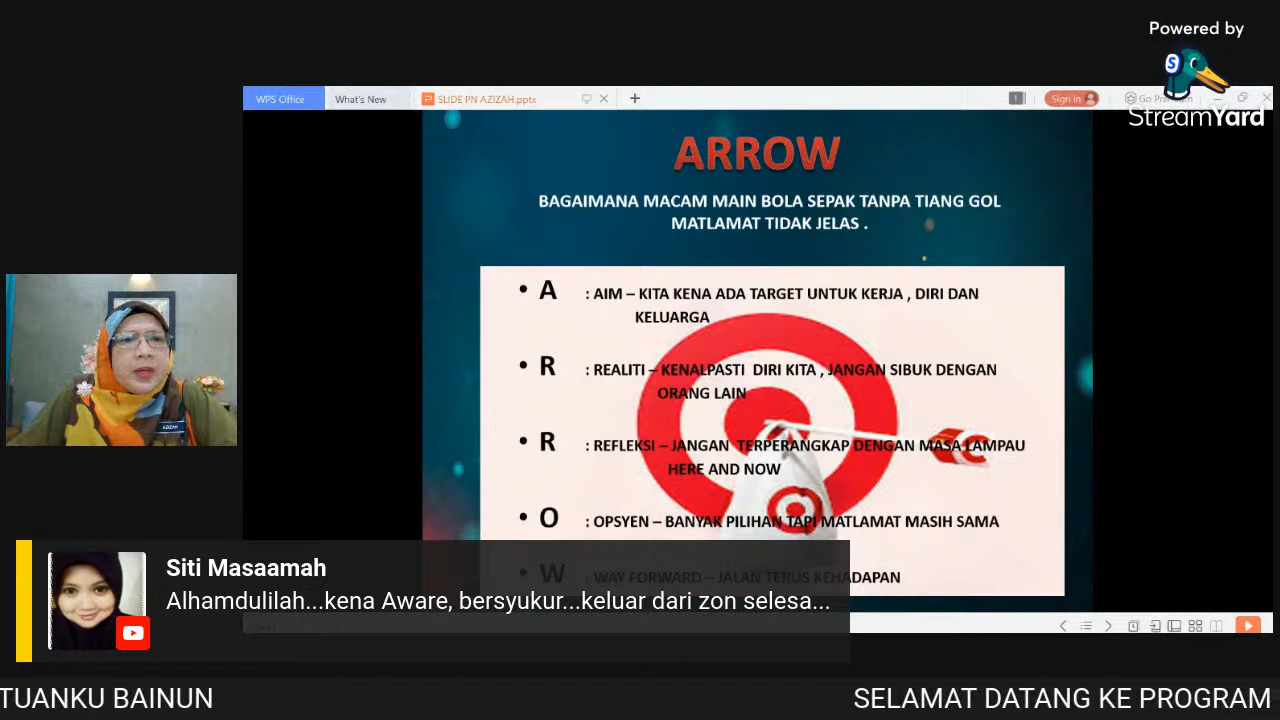 Powered by
StreamYard
WPS Office
What's New
SLIDE PN AZIZAH.pptx
Sign in
Go Premium
ARROW
BAGAIMANA MACAM MAIN BOLA SEPAK TANPA TIANG GOL
MATLAMAT TIDAK JELAS .
• A : AIM – KITA KENA ADA TARGET UNTUK KERJA , DIRI DAN
KELUARGA
• R : REALITI – KENALPASTI DIRI KITA , JANGAN SIBUK DENGAN
ORANG LAIN
• R : REFLEKSI – JANGAN TERPERANGKAP DENGAN MASA LAMPAU
HERE AND NOW
• O : OPSYEN – BANYAK PILIHAN TAPI MATLAMAT MASIH SAMA
• W : WAY FORWARD – JALAN TERUS KEHADAPAN
AZIZAH
Siti Masaamah
Alhamdulilah...kena Aware, bersyukur...keluar dari zon selesa...
TUANKU BAINUN
SELAMAT DATANG KE PROGRAM